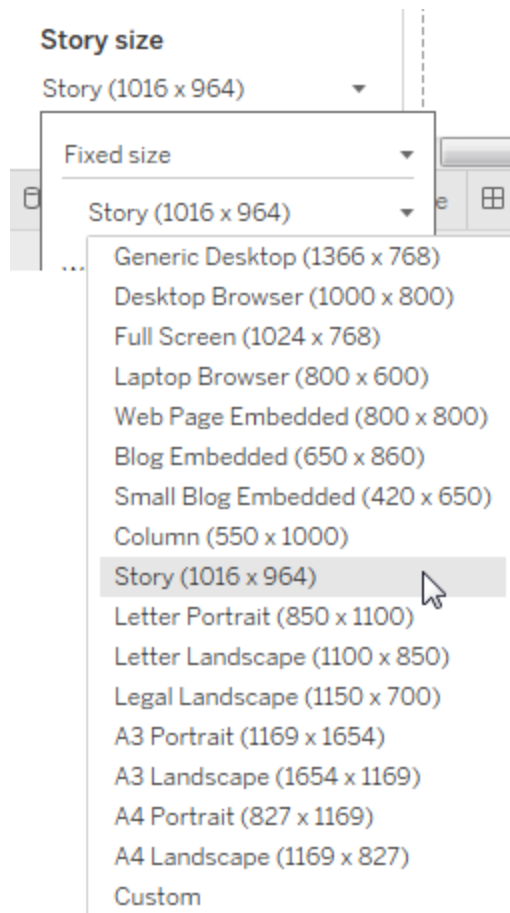 Story size
Story (1016 x 964)
Fixed size
Story (1016 x 964)
e
Generic Desktop (1366 x 768)
Desktop Browser (1000 x 800)
Full Screen (1024 x 768)
Laptop Browser (800 x 600)
Web Page Embedded (800 x 800)
Blog Embedded (650 x 860)
Small Blog Embedded (420 x 650)
Column (550 x 1000)
Story (1016 x 964)
Letter Portrait (850 x 1100)
Letter Landscape (1100 x 850)
Legal Landscape (1150 x 700)
A3 Portrait (1169 x 1654)
A3 Landscape (1654 x 1169)
A4 Portrait (827 x 1169)
A4 Landscape (1169 x 827)
Custom